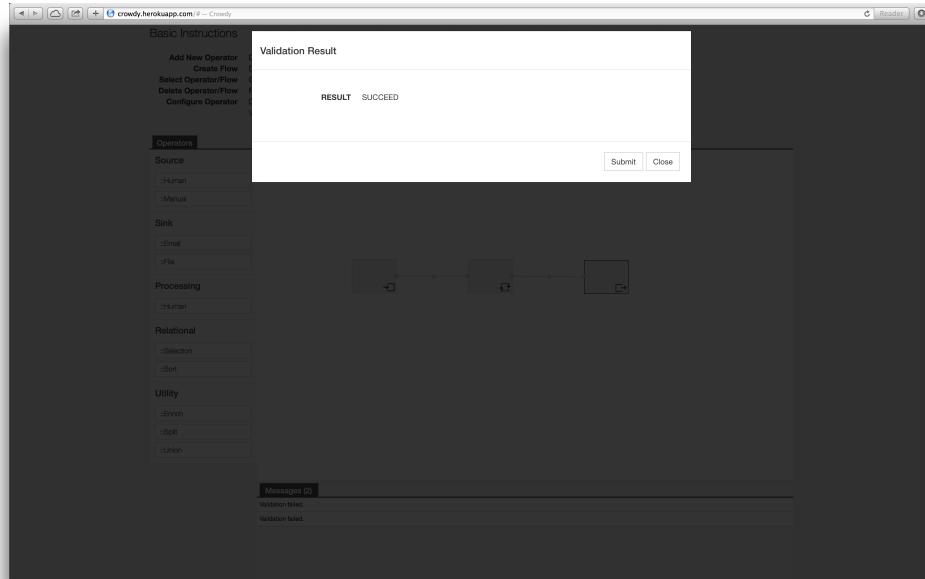 crowdy.herokuapp.com/# — Crowdy
Reader
Basic Instructions
Add New Operator
Create Flow
Select Operator/Flow
Delete Operator/Flow
Configure Operator
Validation Result
RESULT SUCCEED
Submit Close
Operators
Source
::Human
::Manual
Sink
::Email
::File
Processing
::Human
Relational
::Selection
::Sort
Utility
::Enrich
::Split
::Union
Messages (2)
Validation failed.
Validation failed.